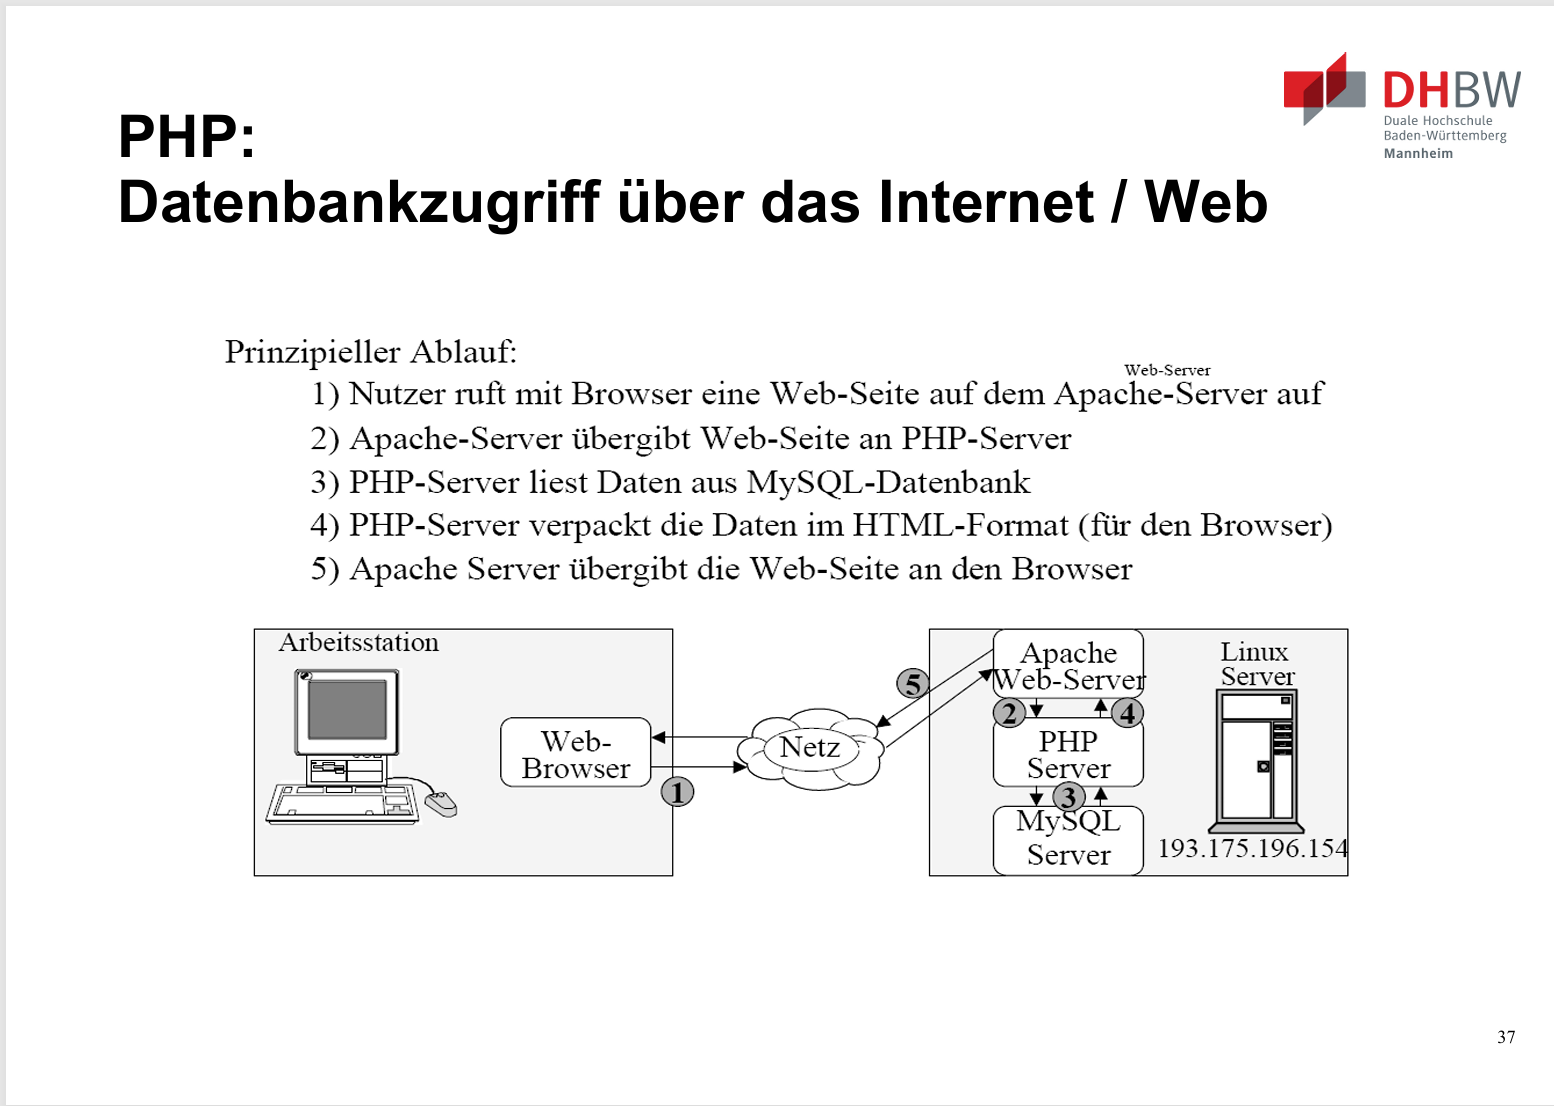 DHBW
Duale Hochschule
Baden-Württemberg
Mannheim
PHP:
Datenbankzugriff über das Internet / Web
Prinzipieller Ablauf:
Web-Server
1) Nutzer ruft mit Browser eine Web-Seite auf dem Apache-Server auf
2) Apache-Server übergibt Web-Seite an PHP-Server
3) PHP-Server liest Daten aus MySQL-Datenbank
4) PHP-Server verpackt die Daten im HTML-Format (für den Browser)
5) Apache Server übergibt die Web-Seite an den Browser
Arbeitsstation
Web-
Browser
1
Netz
5
Apache
Web-Server
2
4
PHP
Server
3
MySQL
Server
Linux
Server
193.175.196.154
37